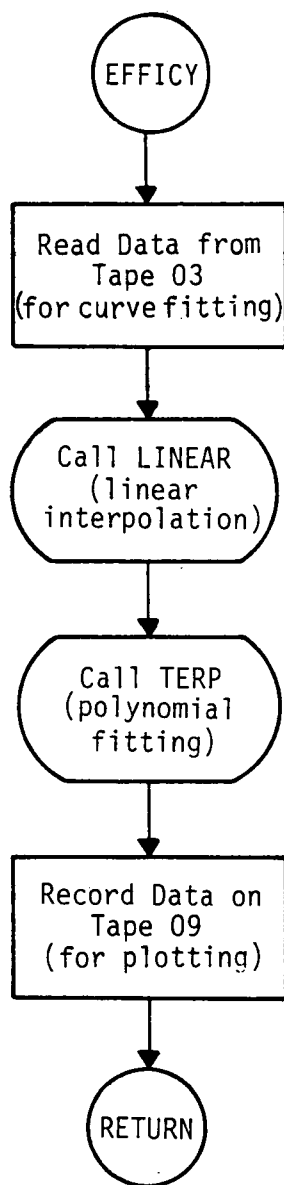 EFFICY
Read Data from
Tape 03
(for curve fitting)
Call LINEAR
(linear
interpolation)
Call TERP
(polynomial
fitting)
Record Data on
Tape 09
(for plotting)
RETURN